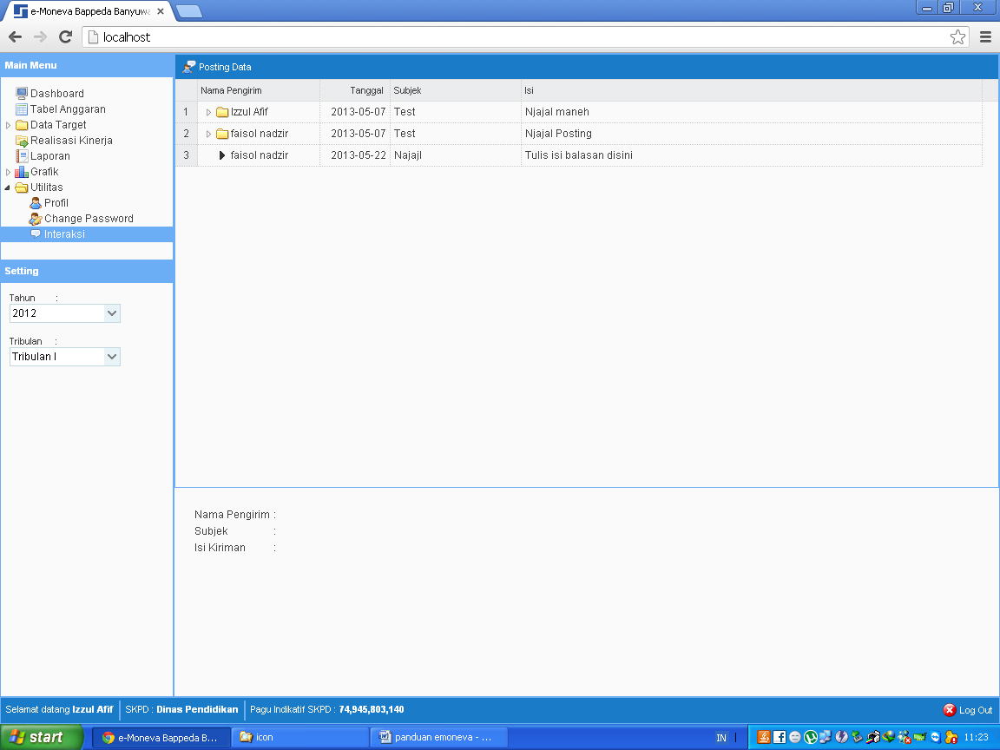 e-Moneva Bappeda Banyuwa
localhost
Main Menu
Dashboard
Tabel Anggaran
Data Target
Realisasi Kinerja
Laporan
Grafik
Utilitas
Profil
Change Password
Interaksi
Setting
Tahun :
2012
Tribulan :
Tribulan I
Posting Data
Nama Pengirim Tanggal Subjek Isi
1 Izzul Afif 2013-05-07 Test Njajal maneh
2 faisol nadzir 2013-05-07 Test Njajal Posting
3 faisol nadzir 2013-05-22 Najajl Tulis isi balasan disini
Nama Pengirim :
Subjek :
Isi Kiriman :
Selamat datang Izzul Afif SKPD : Dinas Pendidikan Pagu Indikatif SKPD : 74,945,803,140 Log Out
start e-Moneva Bappeda B... icon panduan emoneva - ... IN 11:23